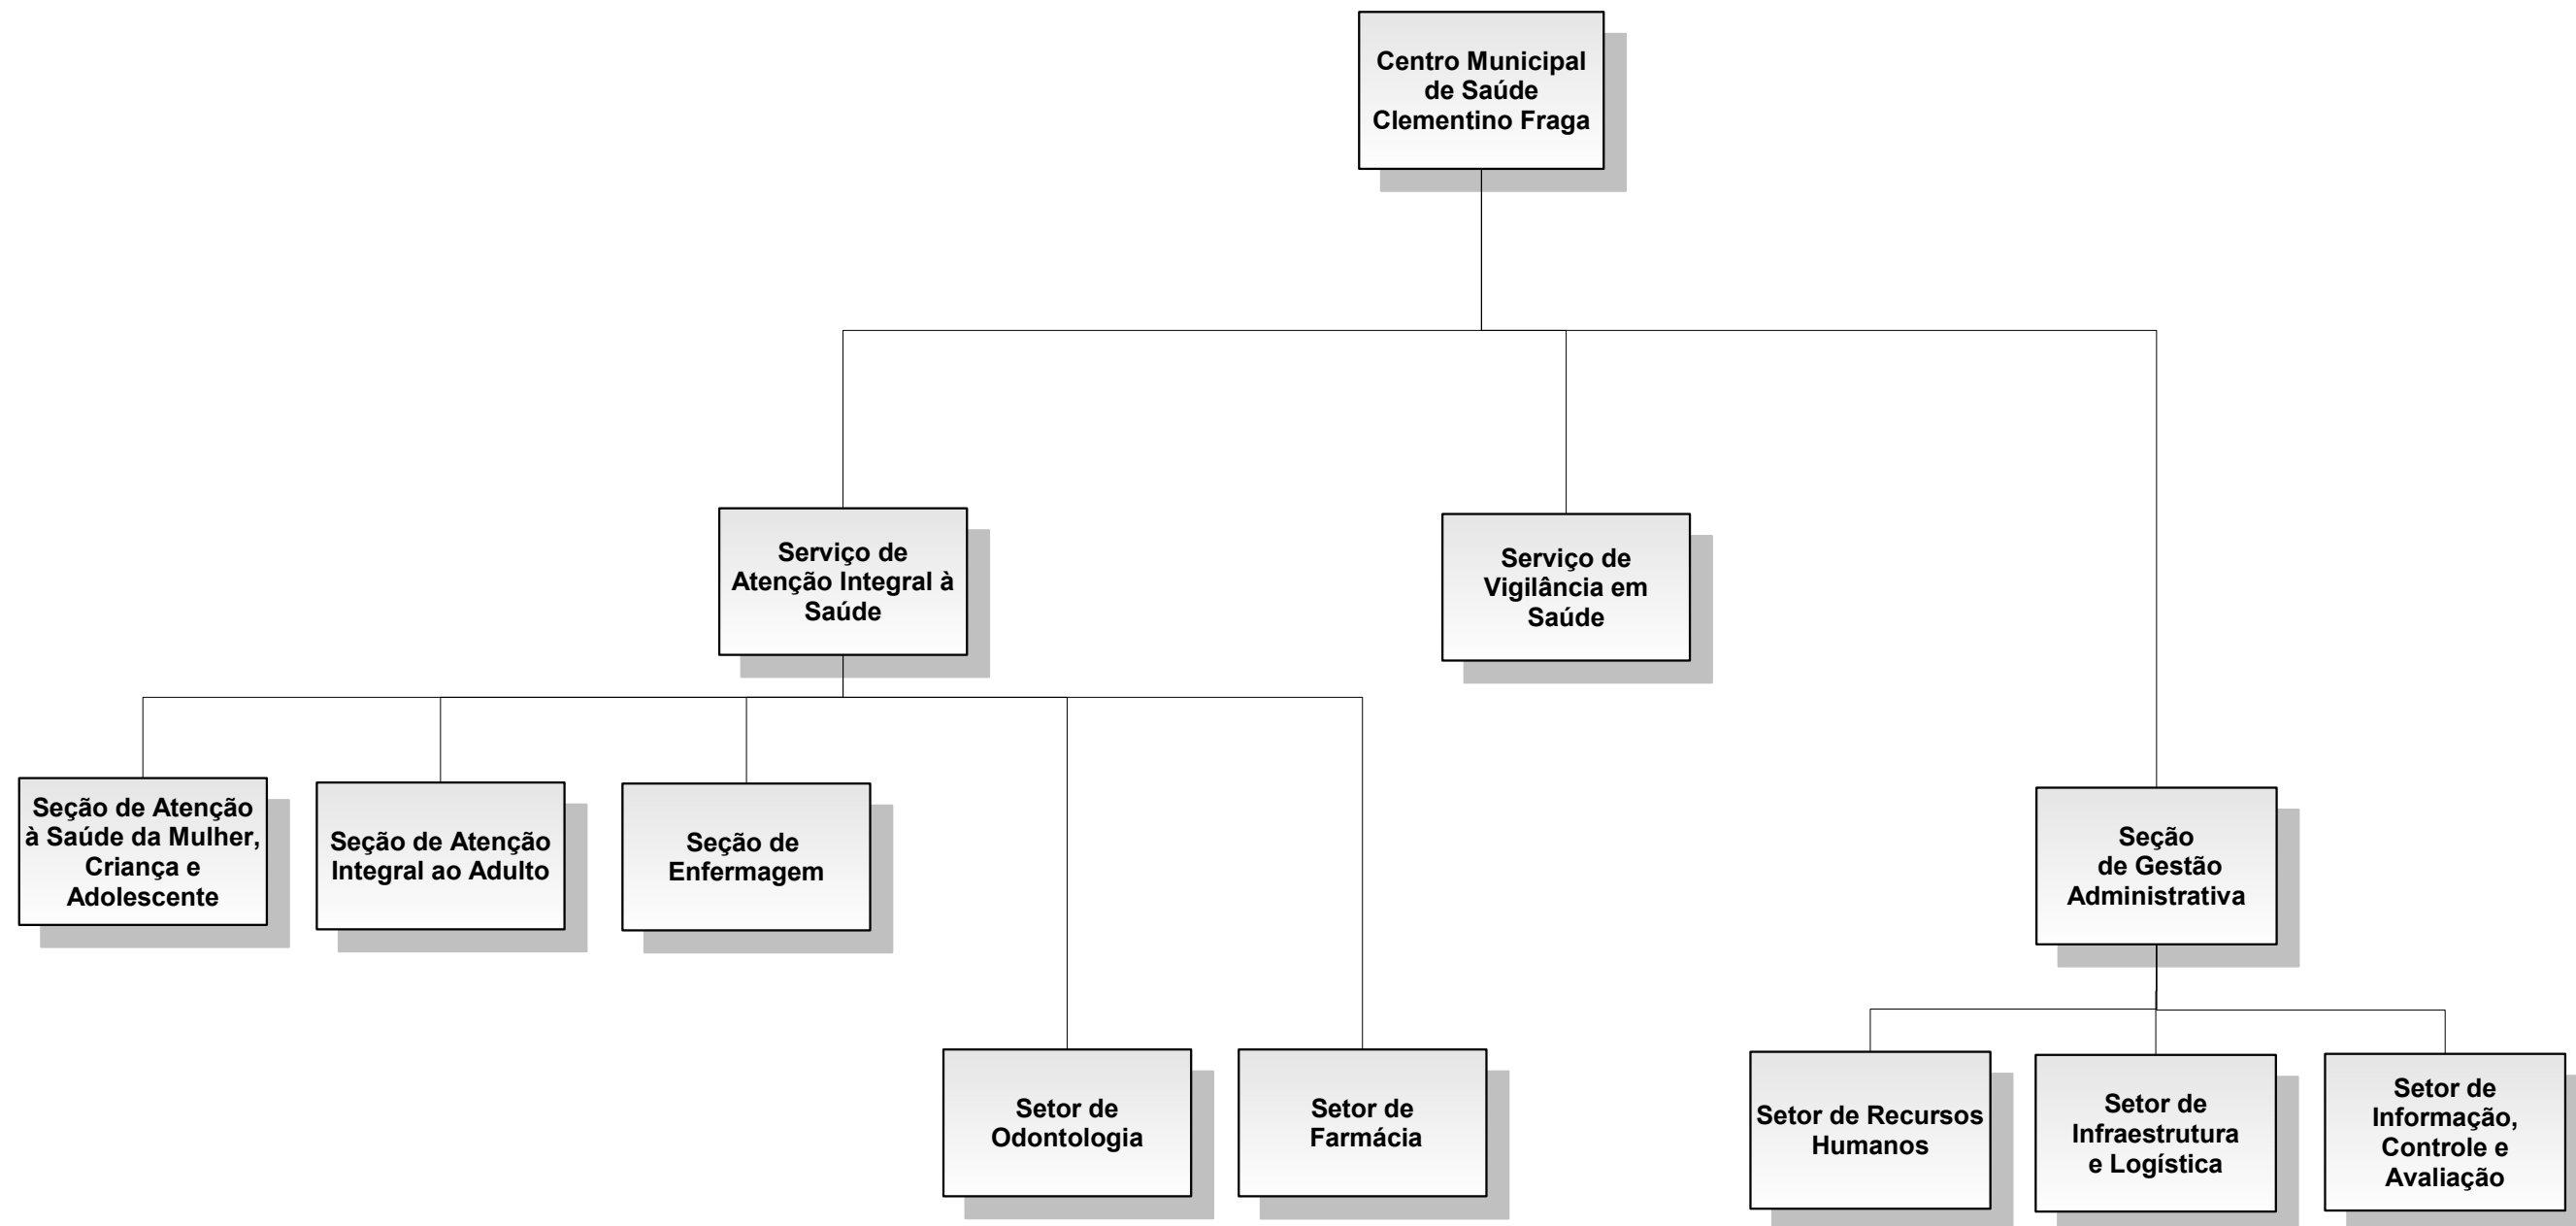 Centro Municipal
de Saúde
Clementino Fraga
Serviço de
Atenção Integral à
Saúde
Serviço de
Vigilância em
Saúde
Seção de Atenção
à Saúde da Mulher,
Criança e
Adolescente
Seção de Atenção
Integral ao Adulto
Seção de
Enfermagem
Seção
de Gestão
Administrativa
Setor de
Odontologia
Setor de
Farmácia
Setor de Recursos
Humanos
Setor de
Infraestrutura
e Logística
Setor de
Informação,
Controle e
Avaliação